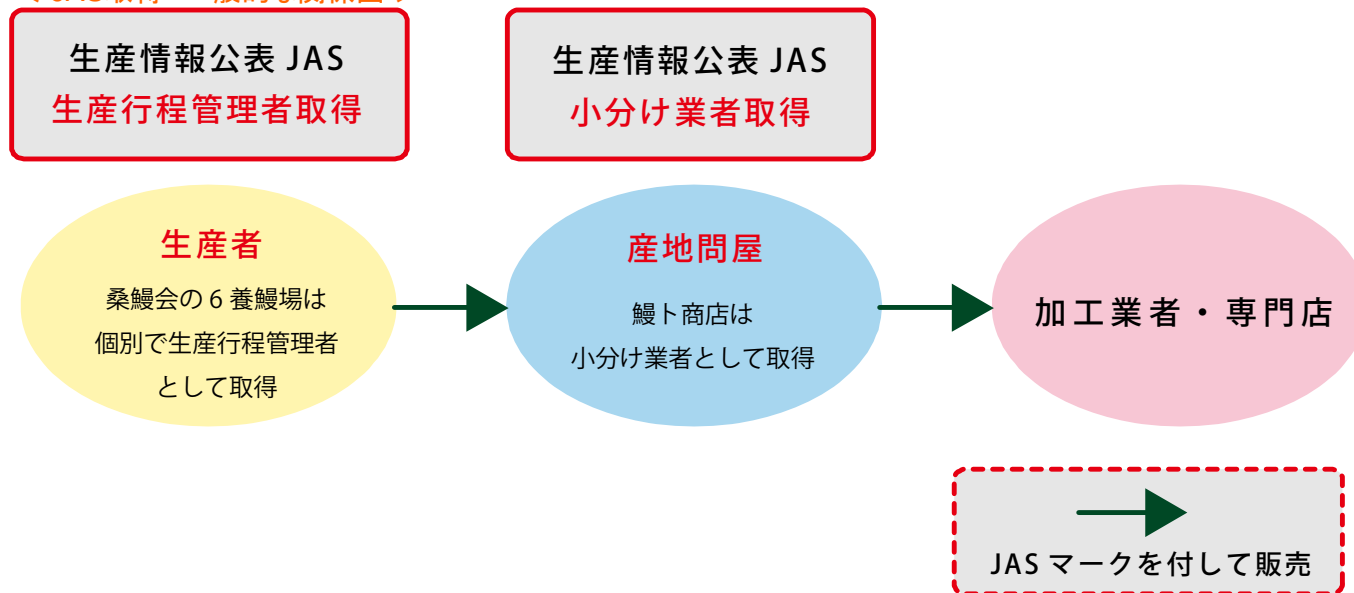 生産情報公表 JAS
生産行程管理者取得
生産情報公表 JAS
小分け業者取得
生産者
桑鰻会の 6 養鰻場は
個別で生産行程管理者
として取得
産地問屋
鰻ト商店は
小分け業者として取得
加工業者・専門店
JAS マークを付して販売